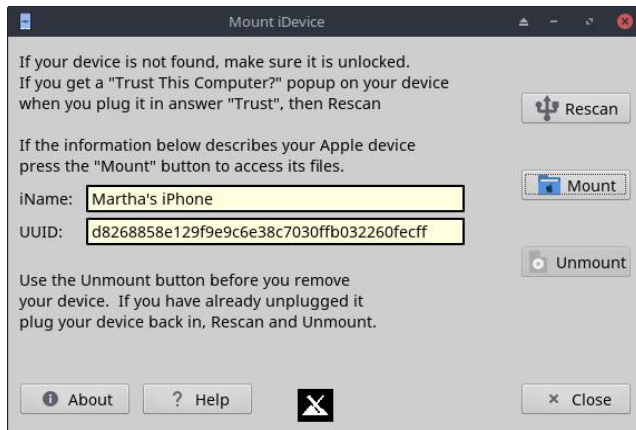 Mount iDevice
If your device is not found, make sure it is unlocked.
If you get a "Trust This Computer?" popup on your device
when you plug it in answer "Trust", then Rescan
Rescan
If the information below describes your Apple device
press the "Mount" button to access its files.
Mount
iName: Martha's iPhone
UUID: d8268858e129f9e9c6e38c7030ffb032260fecff
Unmount
Use the Unmount button before you remove
your device. If you have already unplugged it
plug your device back in, Rescan and Unmount.
About
? Help
Close